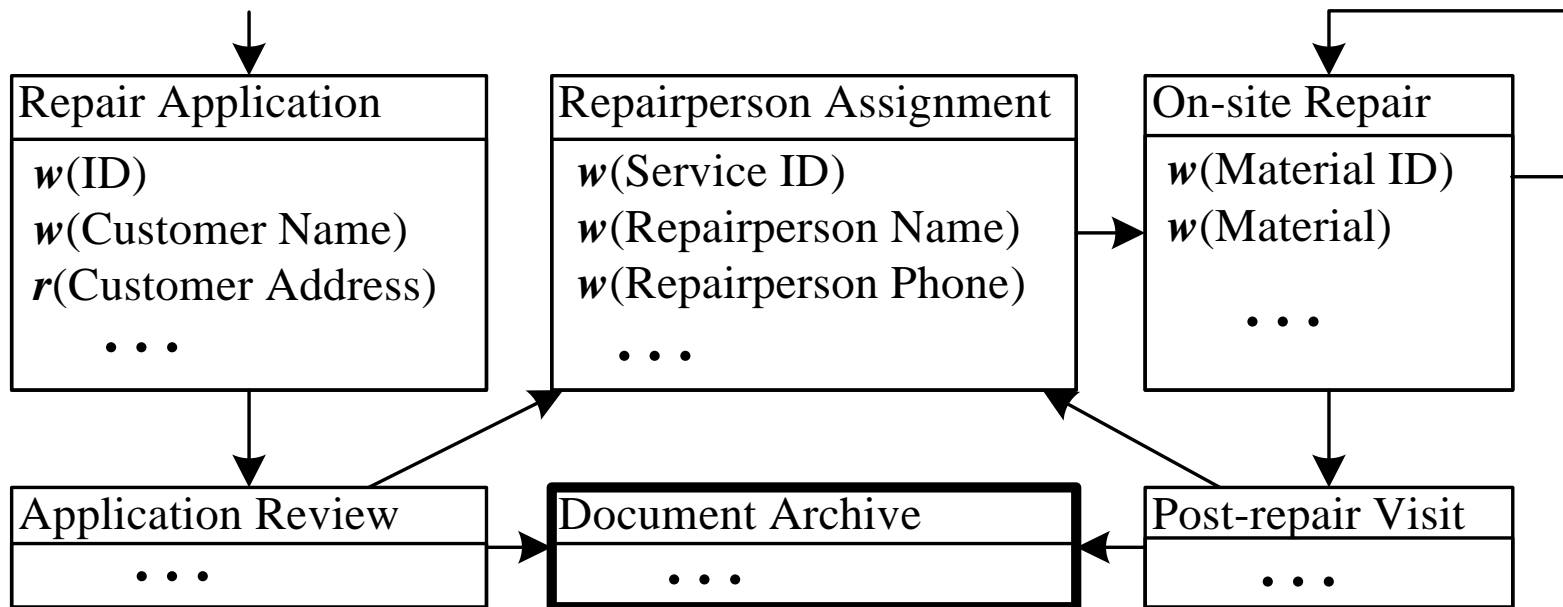 Repair Application
w(ID)
w(Customer Name)
r(Customer Address)
...
Repairperson Assignment
w(Service ID)
w(Repairperson Name)
w(Repairperson Phone)
...
On-site Repair
w(Material ID)
w(Material)
...
Application Review
...
Document Archive
...
Post-repair Visit
...